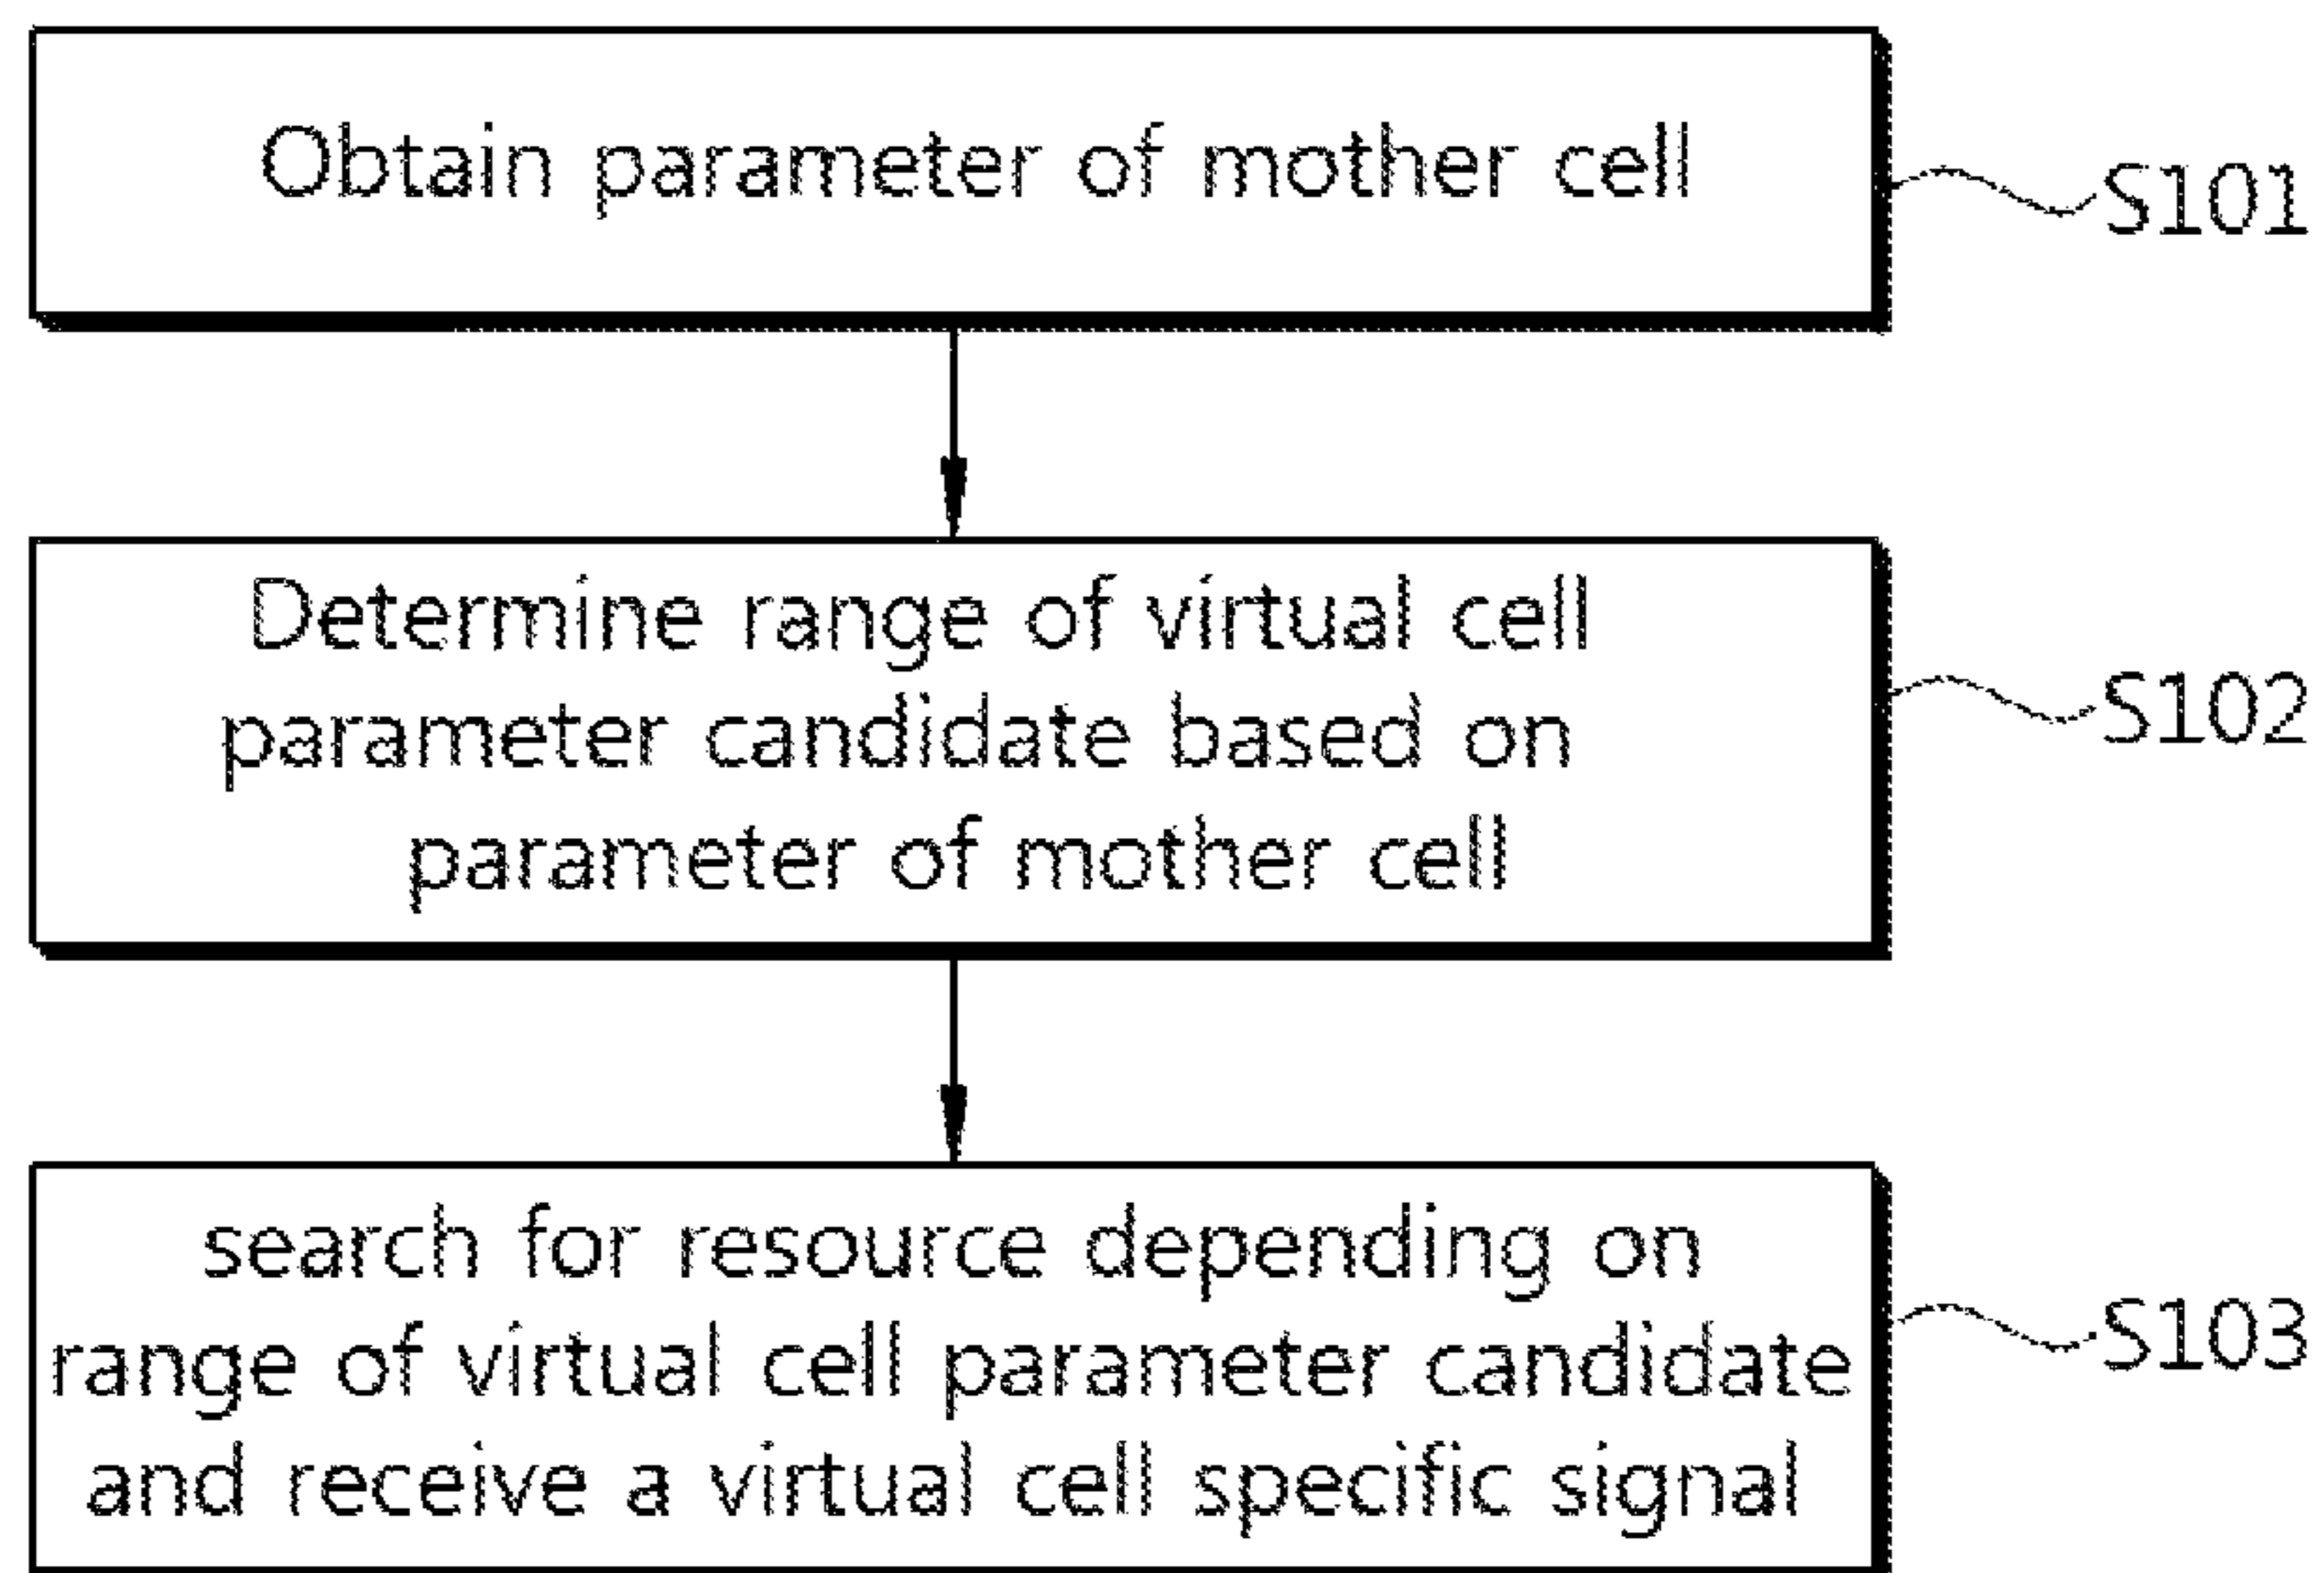 Obtain parameter of mother cell
S101
Determine range of virtual cell
parameter candidate based on
parameter of mother cell
S102
search for resource depending on
range of virtual cell parameter candidate
and receive a virtual cell specific signal
S103